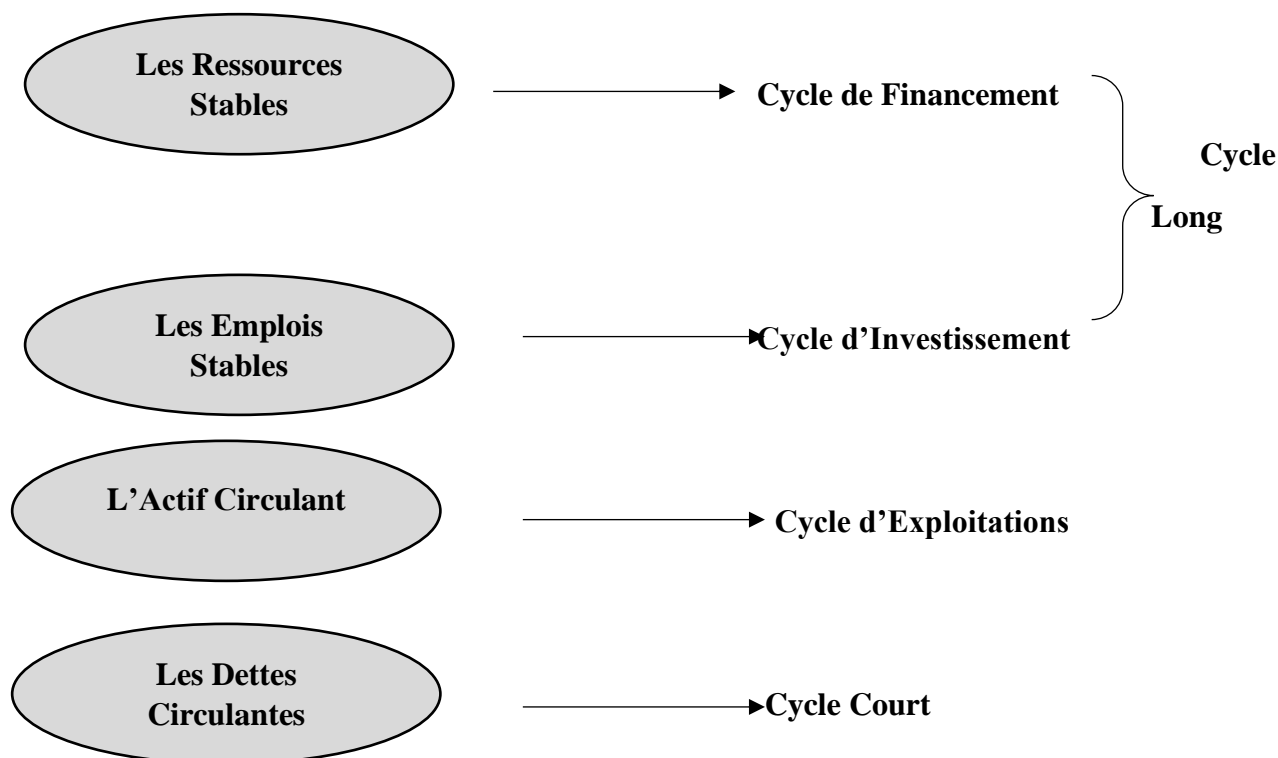 Les Ressources
Stables
Cycle de Financement
Cycle
Long
Les Emplois
Stables
Cycle d’Investissement
L’Actif Circulant
Cycle d’Exploitations
Les Dettes
Circulantes
Cycle Court